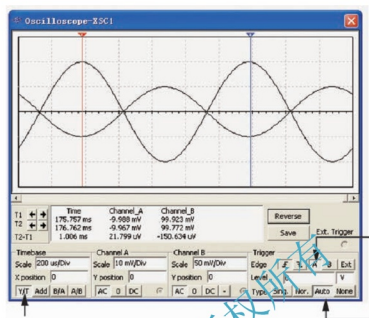 Oscilloscope-XSC1
Time Channel_A Channel_B
T1 175.757 ms -9.988 mV 99.923 mV
T2 176.762 ms -9.967 mV 99.772 mV
T2-T1 1.006 ms 21.799 uV -150.634 uV
Reverse
Save
Ext. Trigger
Timebase Channel A Channel B Trigger
Scale 200 us/Div Scale 10 mV/Div Scale 50 mV/Div Edge Ext
X position 0 Y position 0 Y position 0 Level V
Y/T Add B/A A/B AC 0 DC AC 0 DC - Type Sing. Nor. Auto None
权所有